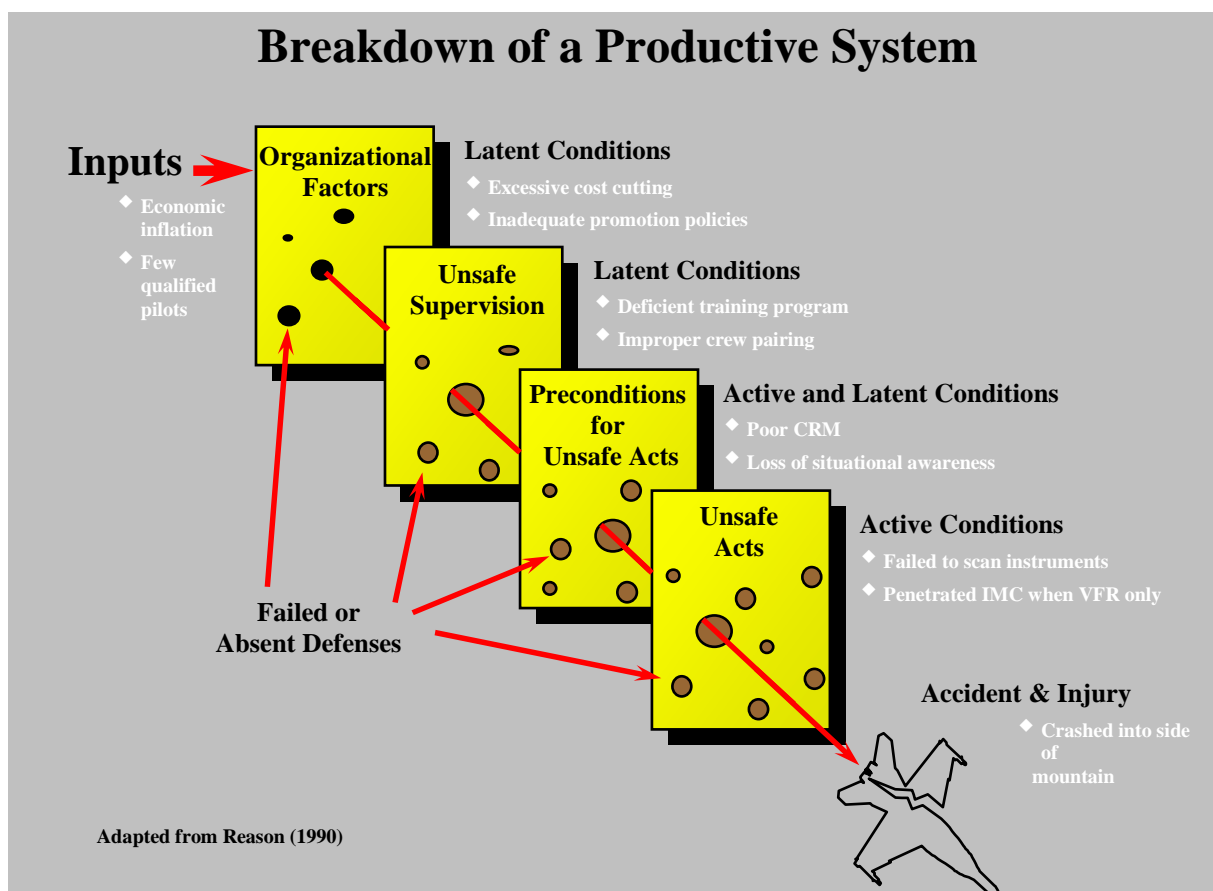 Breakdown of a Productive System
Inputs
◆ Economic
inflation
◆ Few
qualified
pilots
Organizational
Factors
Latent Conditions
◆ Excessive cost cutting
◆ Inadequate promotion policies
Unsafe
Supervision
Latent Conditions
◆ Deficient training program
◆ Improper crew pairing
Preconditions
for
Unsafe Acts
Active and Latent Conditions
◆ Poor CRM
◆ Loss of situational awareness
Unsafe
Acts
Active Conditions
◆ Failed to scan instruments
◆ Penetrated IMC when VFR only
Failed or
Absent Defenses
Accident & Injury
◆ Crashed into side
of
mountain
Adapted from Reason (1990)